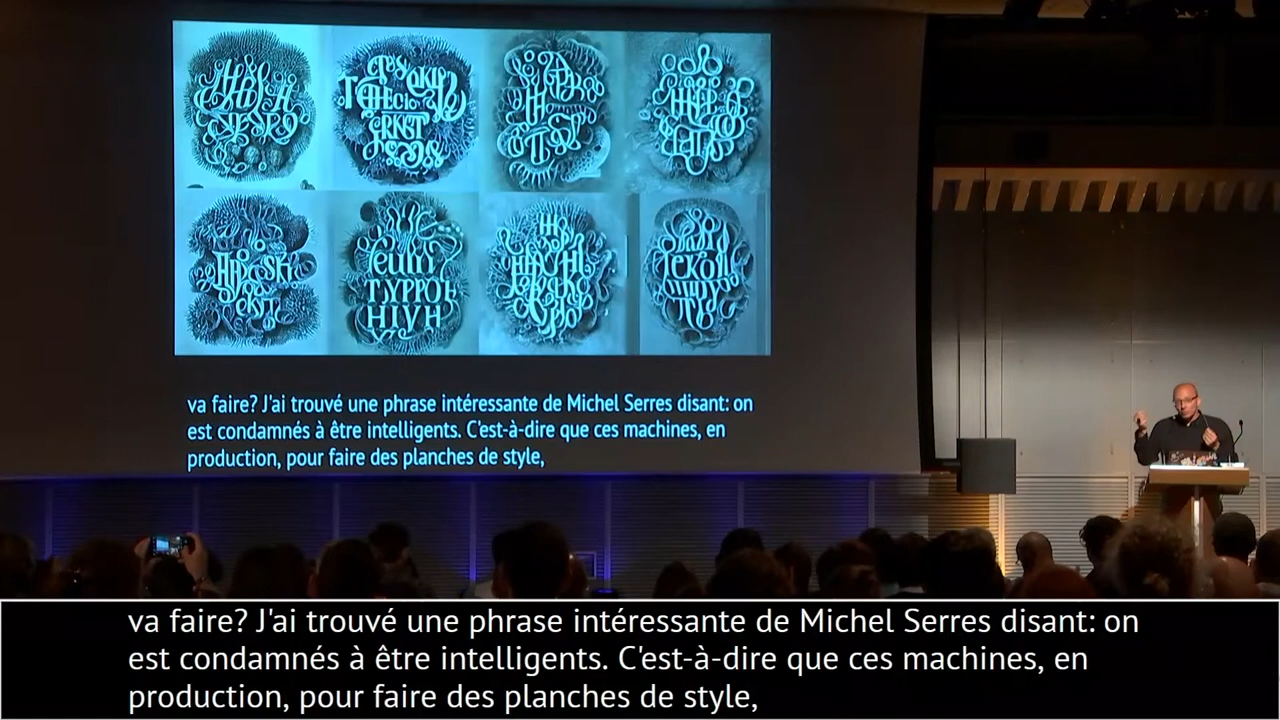 va faire? J'ai trouvé une phrase intéressante de Michel Serres disant: on
est condamnés à être intelligents. C'est-à-dire que ces machines, en
production, pour faire des planches de style,
va faire? J'ai trouvé une phrase intéressante de Michel Serres disant: on
est condamnés à être intelligents. C'est-à-dire que ces machines, en
production, pour faire des planches de style,